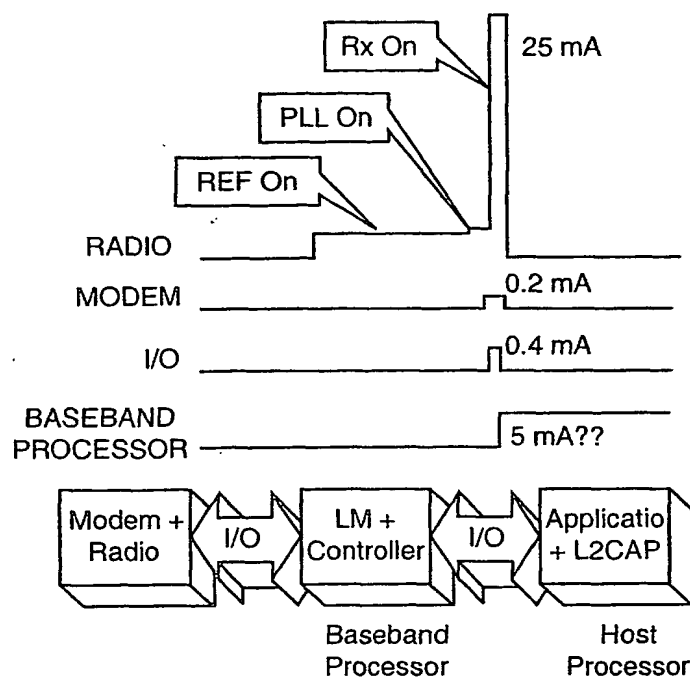 Rx On
25 mA
PLL On
REF On
RADIO
MODEM
0.2 mA
I/O
0.4 mA
BASEBAND
PROCESSOR
5 mA??
Modem +
Radio
I/O
LM +
Controller
I/O
Applicatio
+ L2CAP
Baseband
Processor
Host
Processor